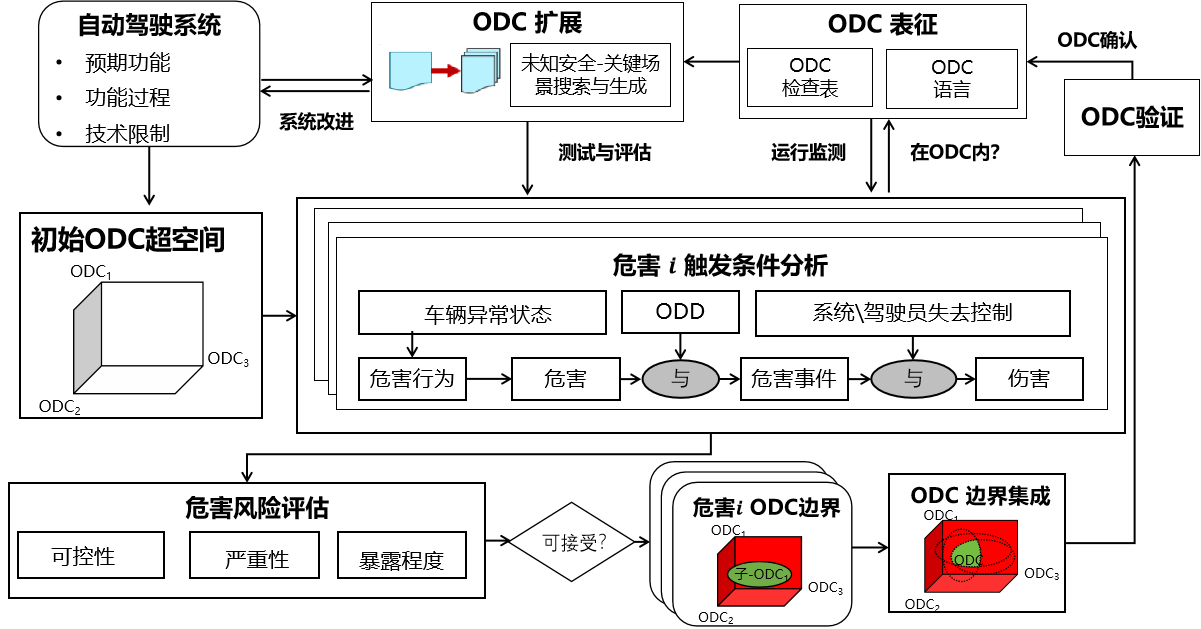 自动驾驶系统
• 预期功能
• 功能过程
• 技术限制
系统改进
ODC 扩展
未知安全-关键场
景搜索与生成
ODC 表征
ODC
检查表
ODC
语言
ODC确认
ODC验证
测试与评估
运行监测
在ODC内?
初始ODC超空间
ODC1
ODC3
ODC2
危害 i 触发条件分析
车辆异常状态
ODD
系统\驾驶员失去控制
危害行为
危害
与
危害事件
与
伤害
危害风险评估
可控性
严重性
暴露程度
可接受?
危害i ODC边界
ODC1
子-ODC1
ODC3
ODC2
ODC 边界集成
ODC1
ODC
ODC3
ODC2